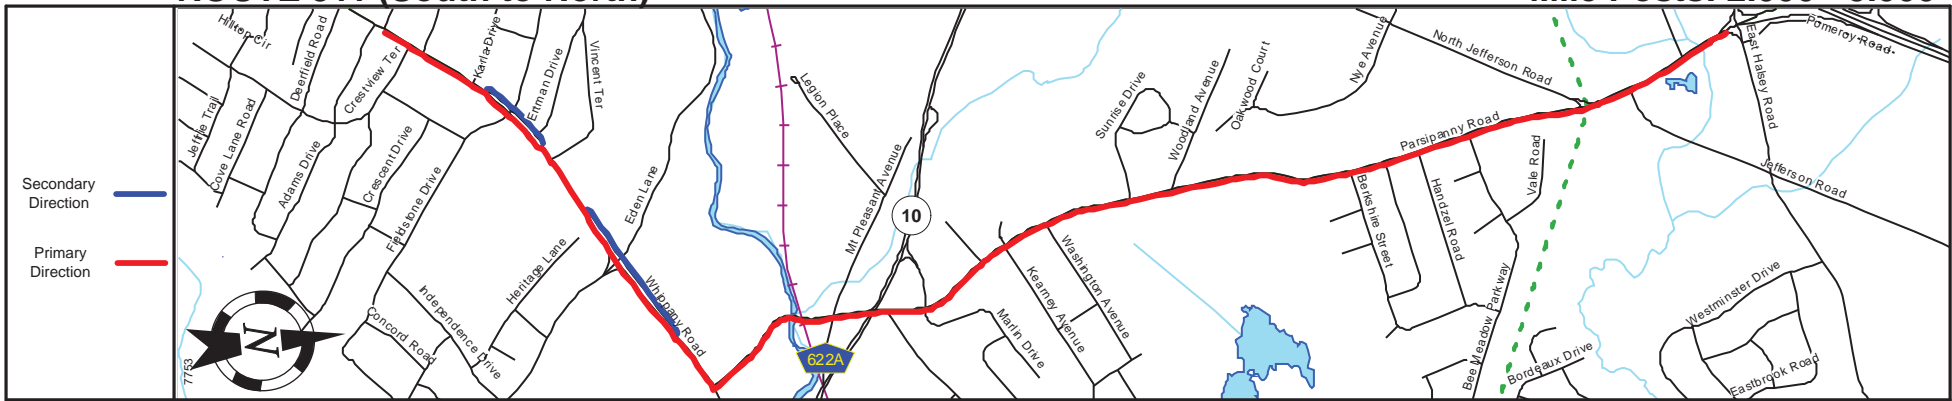 Secondary
Direction
Primary
Direction
Hillton Cir
Deerfield Road
Crestview Ter
Karla Drive
Ertman Drive
Vincent Ter
Jeffrie Trail
Cove Lane Road
Adams Drive
Crescent Drive
Fieldstone Drive
Eden Lane
Heritage Lane
Independence Drive
Concord Road
Whippany Road
Legion Place
Mt Pleasant Avenue
10
622A
Marlin Drive
Kearney Avenue
Washington Avenue
Sunrise Drive
Woodland Avenue
Oakwood Court
Nye Avenue
North Jefferson Road
Parsipanny Road
Berkshire Street
Handzel Road
Vale Road
Bee Meadow Parkway
Bordeaux Drive
East Halsey Road
Pomeroy Road
Jefferson Road
Westminster Drive
Eastbrook Road
N
7753